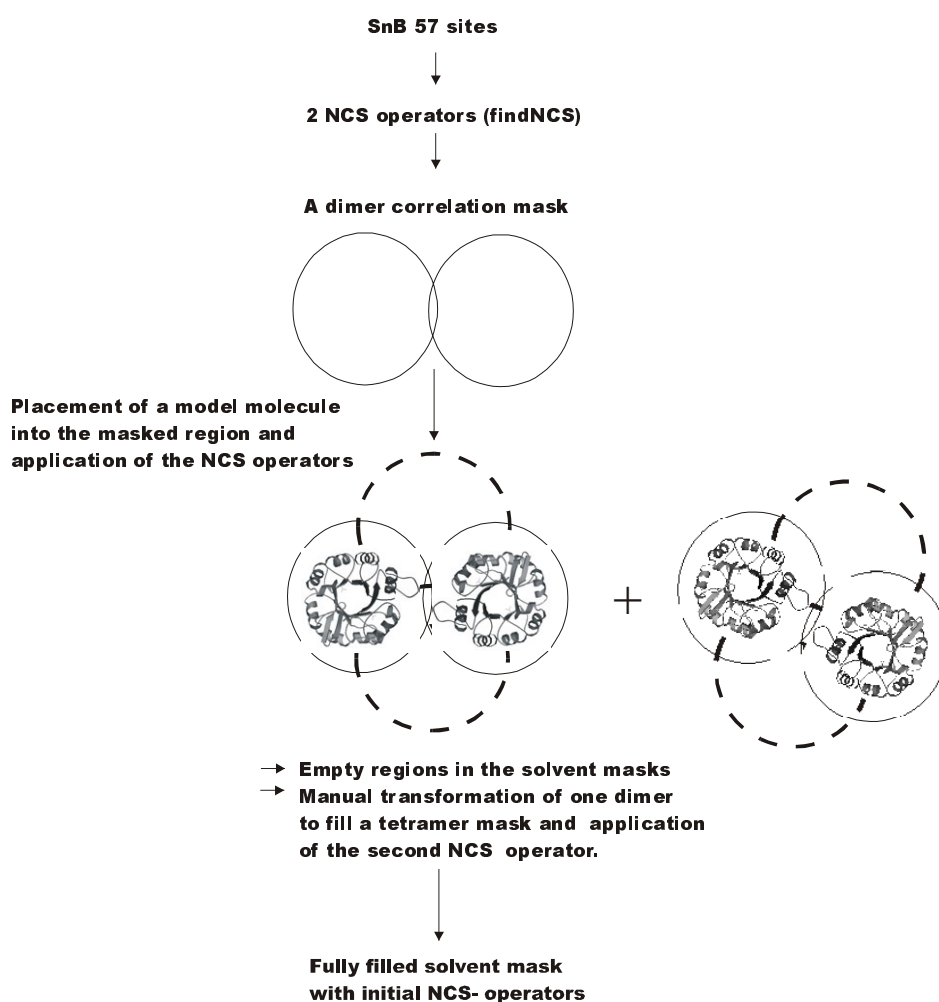 SnB 57 sites
2 NCS operators (findNCS)
A dimer correlation mask
Placement of a model molecule
into the masked region and
application of the NCS operators
+
Empty regions in the solvent masks
Manual transformation of one dimer
to fill a tetramer mask and application
of the second NCS operator.
Fully filled solvent mask
with initial NCS- operators